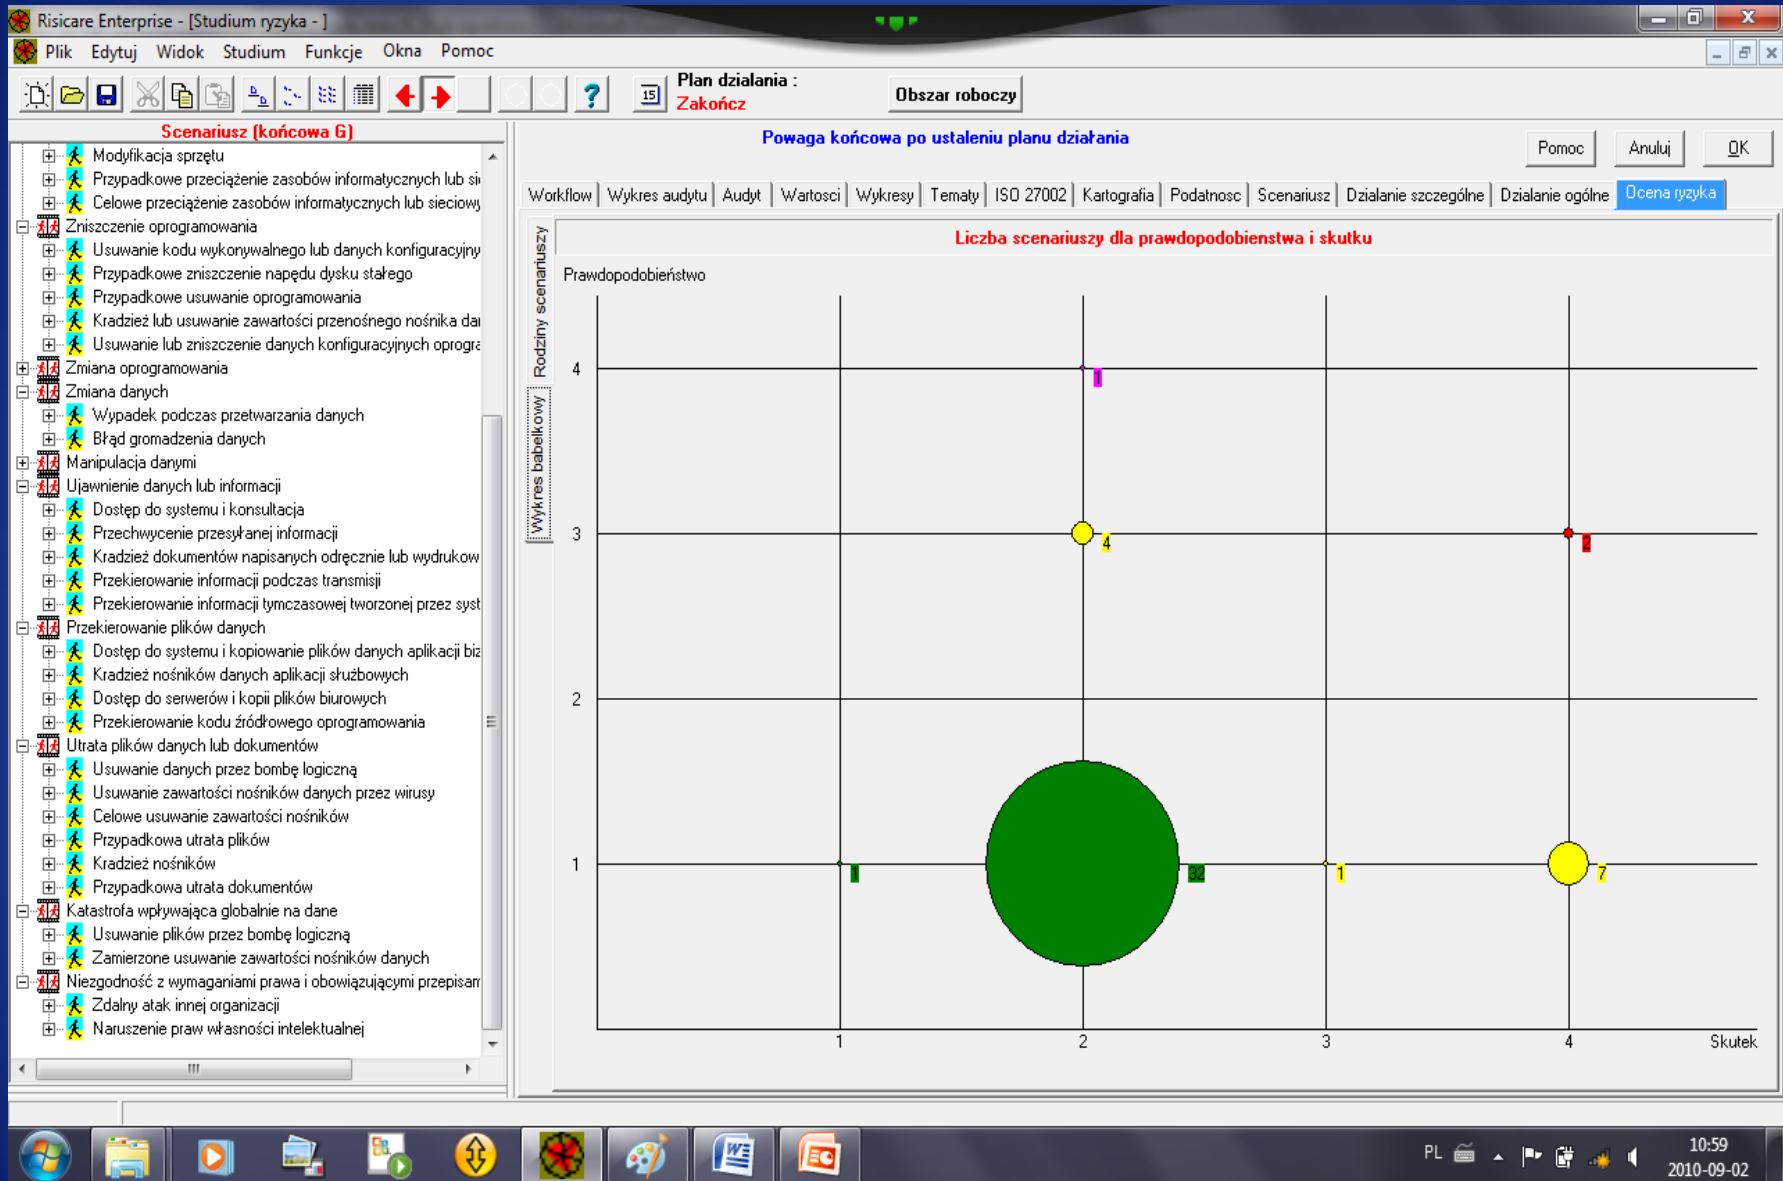 Risicare Enterprise - [Studium ryzyka - ]
Plik Edytuj Widok Studium Funkcje Okna Pomoc
15
Plan działania :
Zakończ
Obszar roboczy
Scenariusz (końcowa G)
Modyfikacja sprzętu
Przypadkowe przeciążenie zasobów informatycznych lub sie
Celowe przeciążenie zasobów informatycznych lub sieciowy
Zniszczenie oprogramowania
Usuwanie kodu wykonywalnego lub danych konfiguracyjny
Przypadkowe zniszczenie napędu dysku stałego
Przypadkowe usuwanie oprogramowania
Kradzież lub usuwanie zawartości przenośnego nośnika dan
Usuwanie lub zniszczenie danych konfiguracyjnych oprogra
Zmiana oprogramowania
Zmiana danych
Wypadek podczas przetwarzania danych
Błąd gromadzenia danych
Manipulacja danymi
Ujawnienie danych lub informacji
Dostęp do systemu i konsultacja
Przechwycenie przesyłanej informacji
Kradzież dokumentów napisanych odręcznie lub wydrukow
Przekierowanie informacji podczas transmisji
Przekierowanie informacji tymczasowej tworzonej przez syst
Przekierowanie plików danych
Dostęp do systemu i kopiowanie plików danych aplikacji biz
Kradzież nośników danych aplikacji służbowych
Dostęp do serwerów i kopii plików biurowych
Przekierowanie kodu źródłowego oprogramowania
Utrata plików danych lub dokumentów
Usuwanie danych przez bombę logiczną
Usuwanie zawartości nośników danych przez wirusy
Celowe usuwanie zawartości nośników
Przypadkowa utrata plików
Kradzież nośników
Przypadkowa utrata dokumentów
Katastrofa wpływająca globalnie na dane
Usuwanie plików przez bombę logiczną
Zamierzone usuwanie zawartości nośników danych
Niezgodność z wymaganiami prawa i obowiązującymi przepisam
Zdalny atak innej organizacji
Naruszenie praw własności intelektualnej
Powaga końcowa po ustaleniu planu działania
Pomoc Anuluj OK
Workflow Wykres audytu Audyt Wartosci Wykresy Tematy ISO 27002 Kartografia Podatnosc Scenariusz Dzialanie szczególne Dzialanie ogólne Ocena ryzyka
Rodziny scenariuszy
Wykres babelkowy
Liczba scenariuszy dla prawdopodobienstwa i skutku
Prawdopodobieństwo
4
1
3
4
2
2
1
1
32
1
7
1 2 3 4 Skutek
PL
10:59
2010-09-02